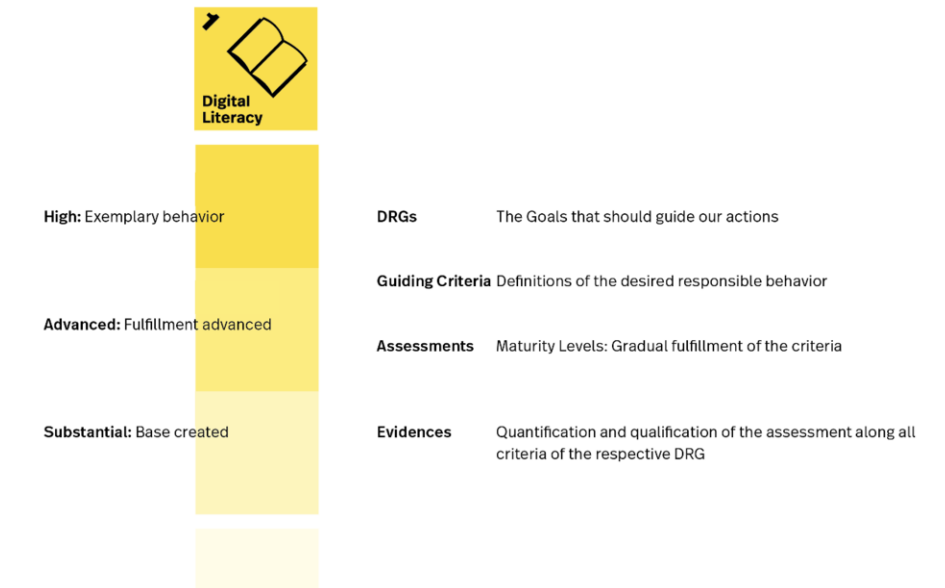 1
Digital
Literacy
High: Exemplary behavior
Advanced: Fulfillment advanced
Substantial: Base created
DRGs The Goals that should guide our actions
Guiding Criteria Definitions of the desired responsible behavior
Assessments Maturity Levels: Gradual fulfillment of the criteria
Evidences Quantification and qualification of the assessment along all
criteria of the respective DRG